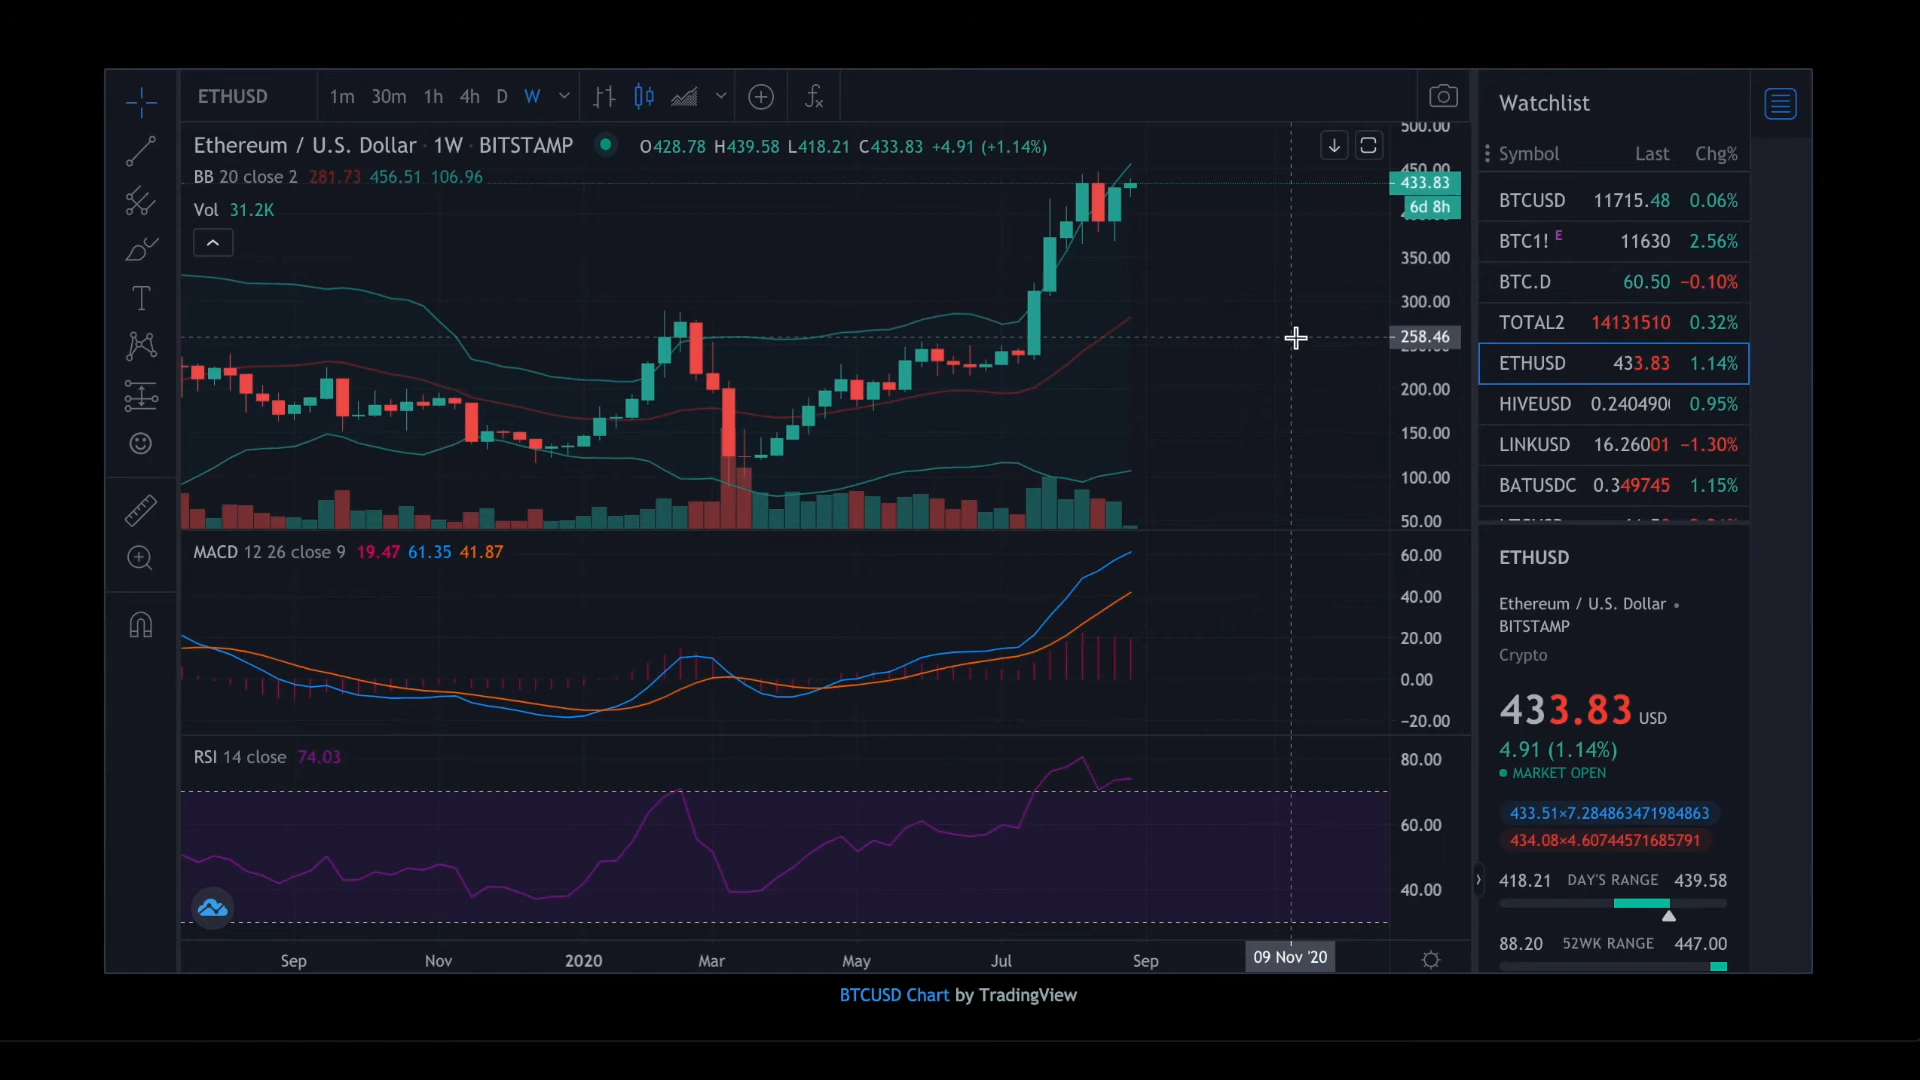 ETHUSD 1m 30m 1h 4h D W
Ethereum / U.S. Dollar · 1W · BITSTAMP O428.78 H439.58 L418.21 C433.83 +4.91 (+1.14%)
BB 20 close 2 281.73 456.51 106.96
Vol 31.2K
500.00
450.00
433.83
6d 8h
350.00
300.00
258.46
200.00
150.00
100.00
50.00
MACD 12 26 close 9 19.47 61.35 41.87
60.00
40.00
20.00
0.00
−20.00
RSI 14 close 74.03
80.00
60.00
40.00
Sep Nov 2020 Mar May Jul Sep 09 Nov '20
Watchlist
Symbol Last Chg%
BTCUSD 11715.48 0.06%
BTC1! E 11630 2.56%
BTC.D 60.50 −0.10%
TOTAL2 14131510 0.32%
ETHUSD 433.83 1.14%
HIVEUSD 0.240490 0.95%
LINKUSD 16.26001 −1.30%
BATUSDC 0.349745 1.15%
ETHUSD
Ethereum / U.S. Dollar •
BITSTAMP
Crypto
433.83 USD
4.91 (1.14%)
MARKET OPEN
433.51×7.284863471984863
434.08×4.60744571685791
418.21 DAY'S RANGE 439.58
88.20 52WK RANGE 447.00
BTCUSD Chart by TradingView